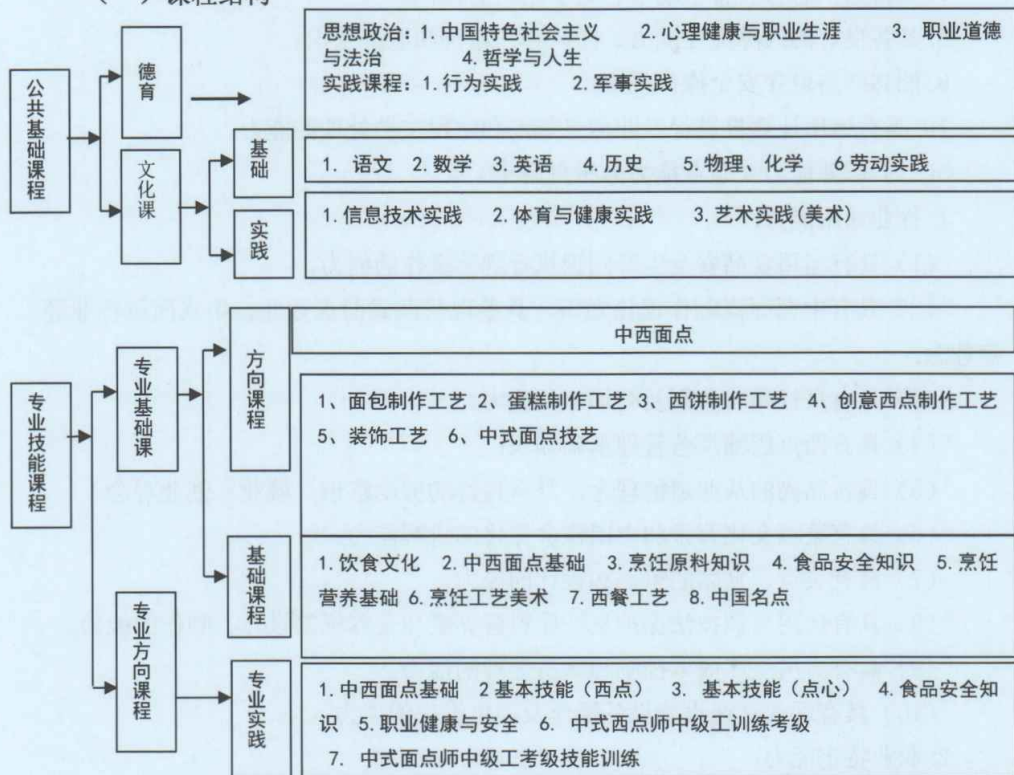 课程结构
公共基础课程
德育
思想政治：1. 中国特色社会主义 2. 心理健康与职业生涯 3. 职业道德
与法治 4. 哲学与人生
实践课程：1. 行为实践 2. 军事实践
文化课
基础
1. 语文 2. 数学 3. 英语 4. 历史 5. 物理、化学 6 劳动实践
实践
1. 信息技术实践 2. 体育与健康实践 3. 艺术实践（美术）
专业技能课程
专业基础课
方向课程
中西面点
1、面包制作工艺 2、蛋糕制作工艺 3、西饼制作工艺 4、创意西点制作工艺
5、装饰工艺 6、中式面点技艺
基础课程
1. 饮食文化 2. 中西面点基础 3. 烹饪原料知识 4. 食品安全知识 5. 烹饪
营养基础 6. 烹饪工艺美术 7. 西餐工艺 8. 中国名点
专业方向课程
专业实践
1. 中西面点基础 2 基本技能（西点） 3. 基本技能（点心） 4. 食品安全知
识 5. 职业健康与安全 6. 中式西点师中级工训练考级
7. 中式面点师中级工考级技能训练